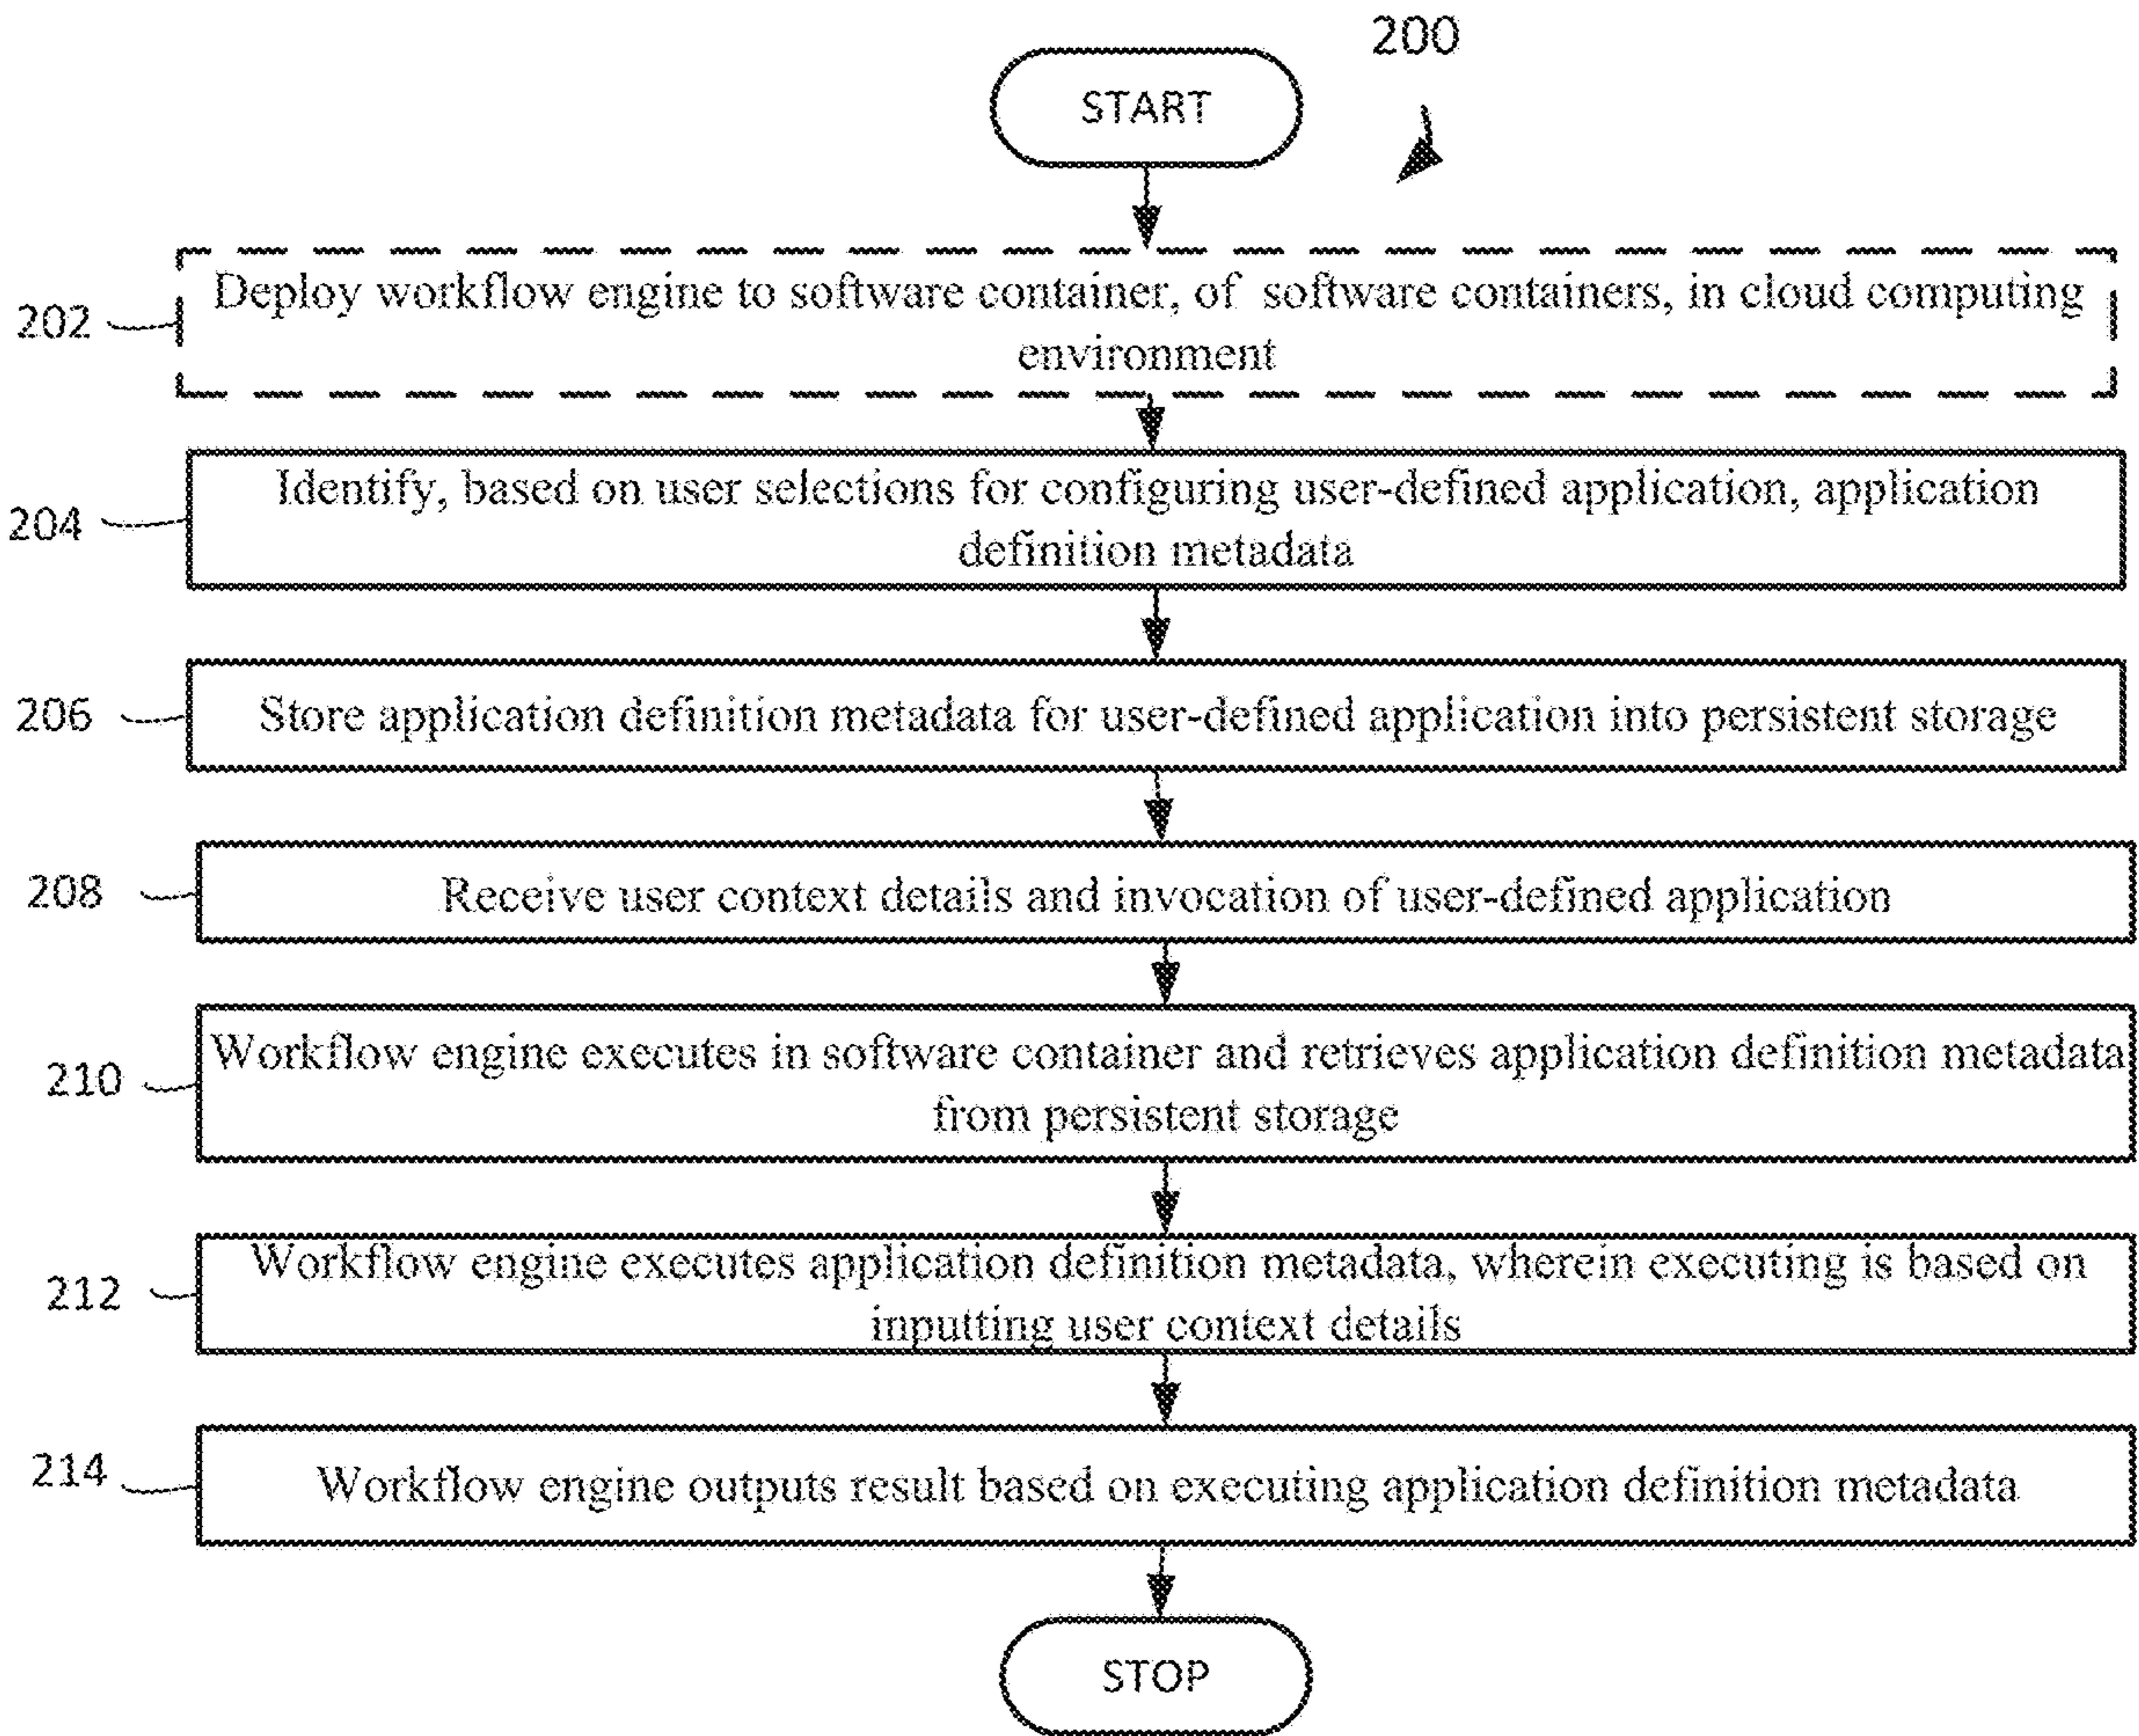 200
START
202
Deploy workflow engine to software container, of software containers, in cloud computing
environment
204
Identify, based on user selections for configuring user-defined application, application
definition metadata
206
Store application definition metadata for user-defined application into persistent storage
208
Receive user context details and invocation of user-defined application
210
Workflow engine executes in software container and retrieves application definition metadata
from persistent storage
212
Workflow engine executes application definition metadata, wherein executing is based on
inputting user context details
214
Workflow engine outputs result based on executing application definition metadata
STOP